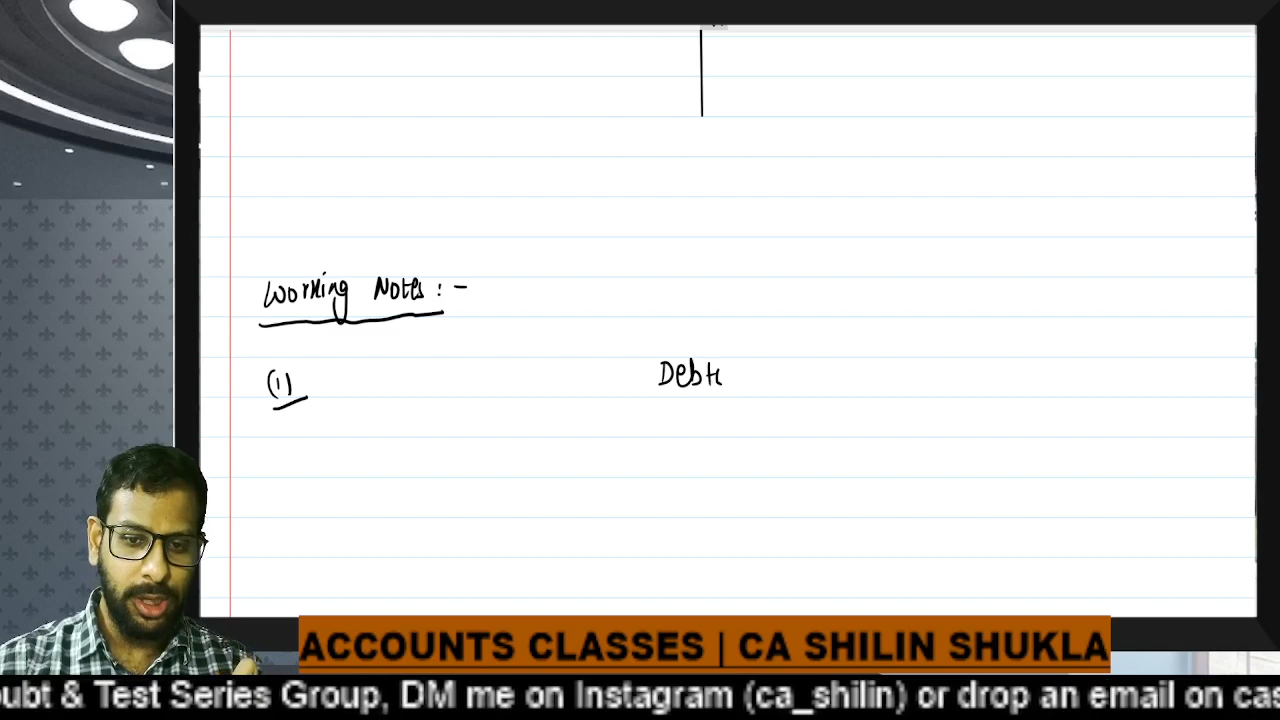 Working Notes : -
(1) Debt
ACCOUNTS CLASSES | CA SHILIN SHUKLA
oubt & Test Series Group, DM me on Instagram (ca_shilin) or drop an email on cas